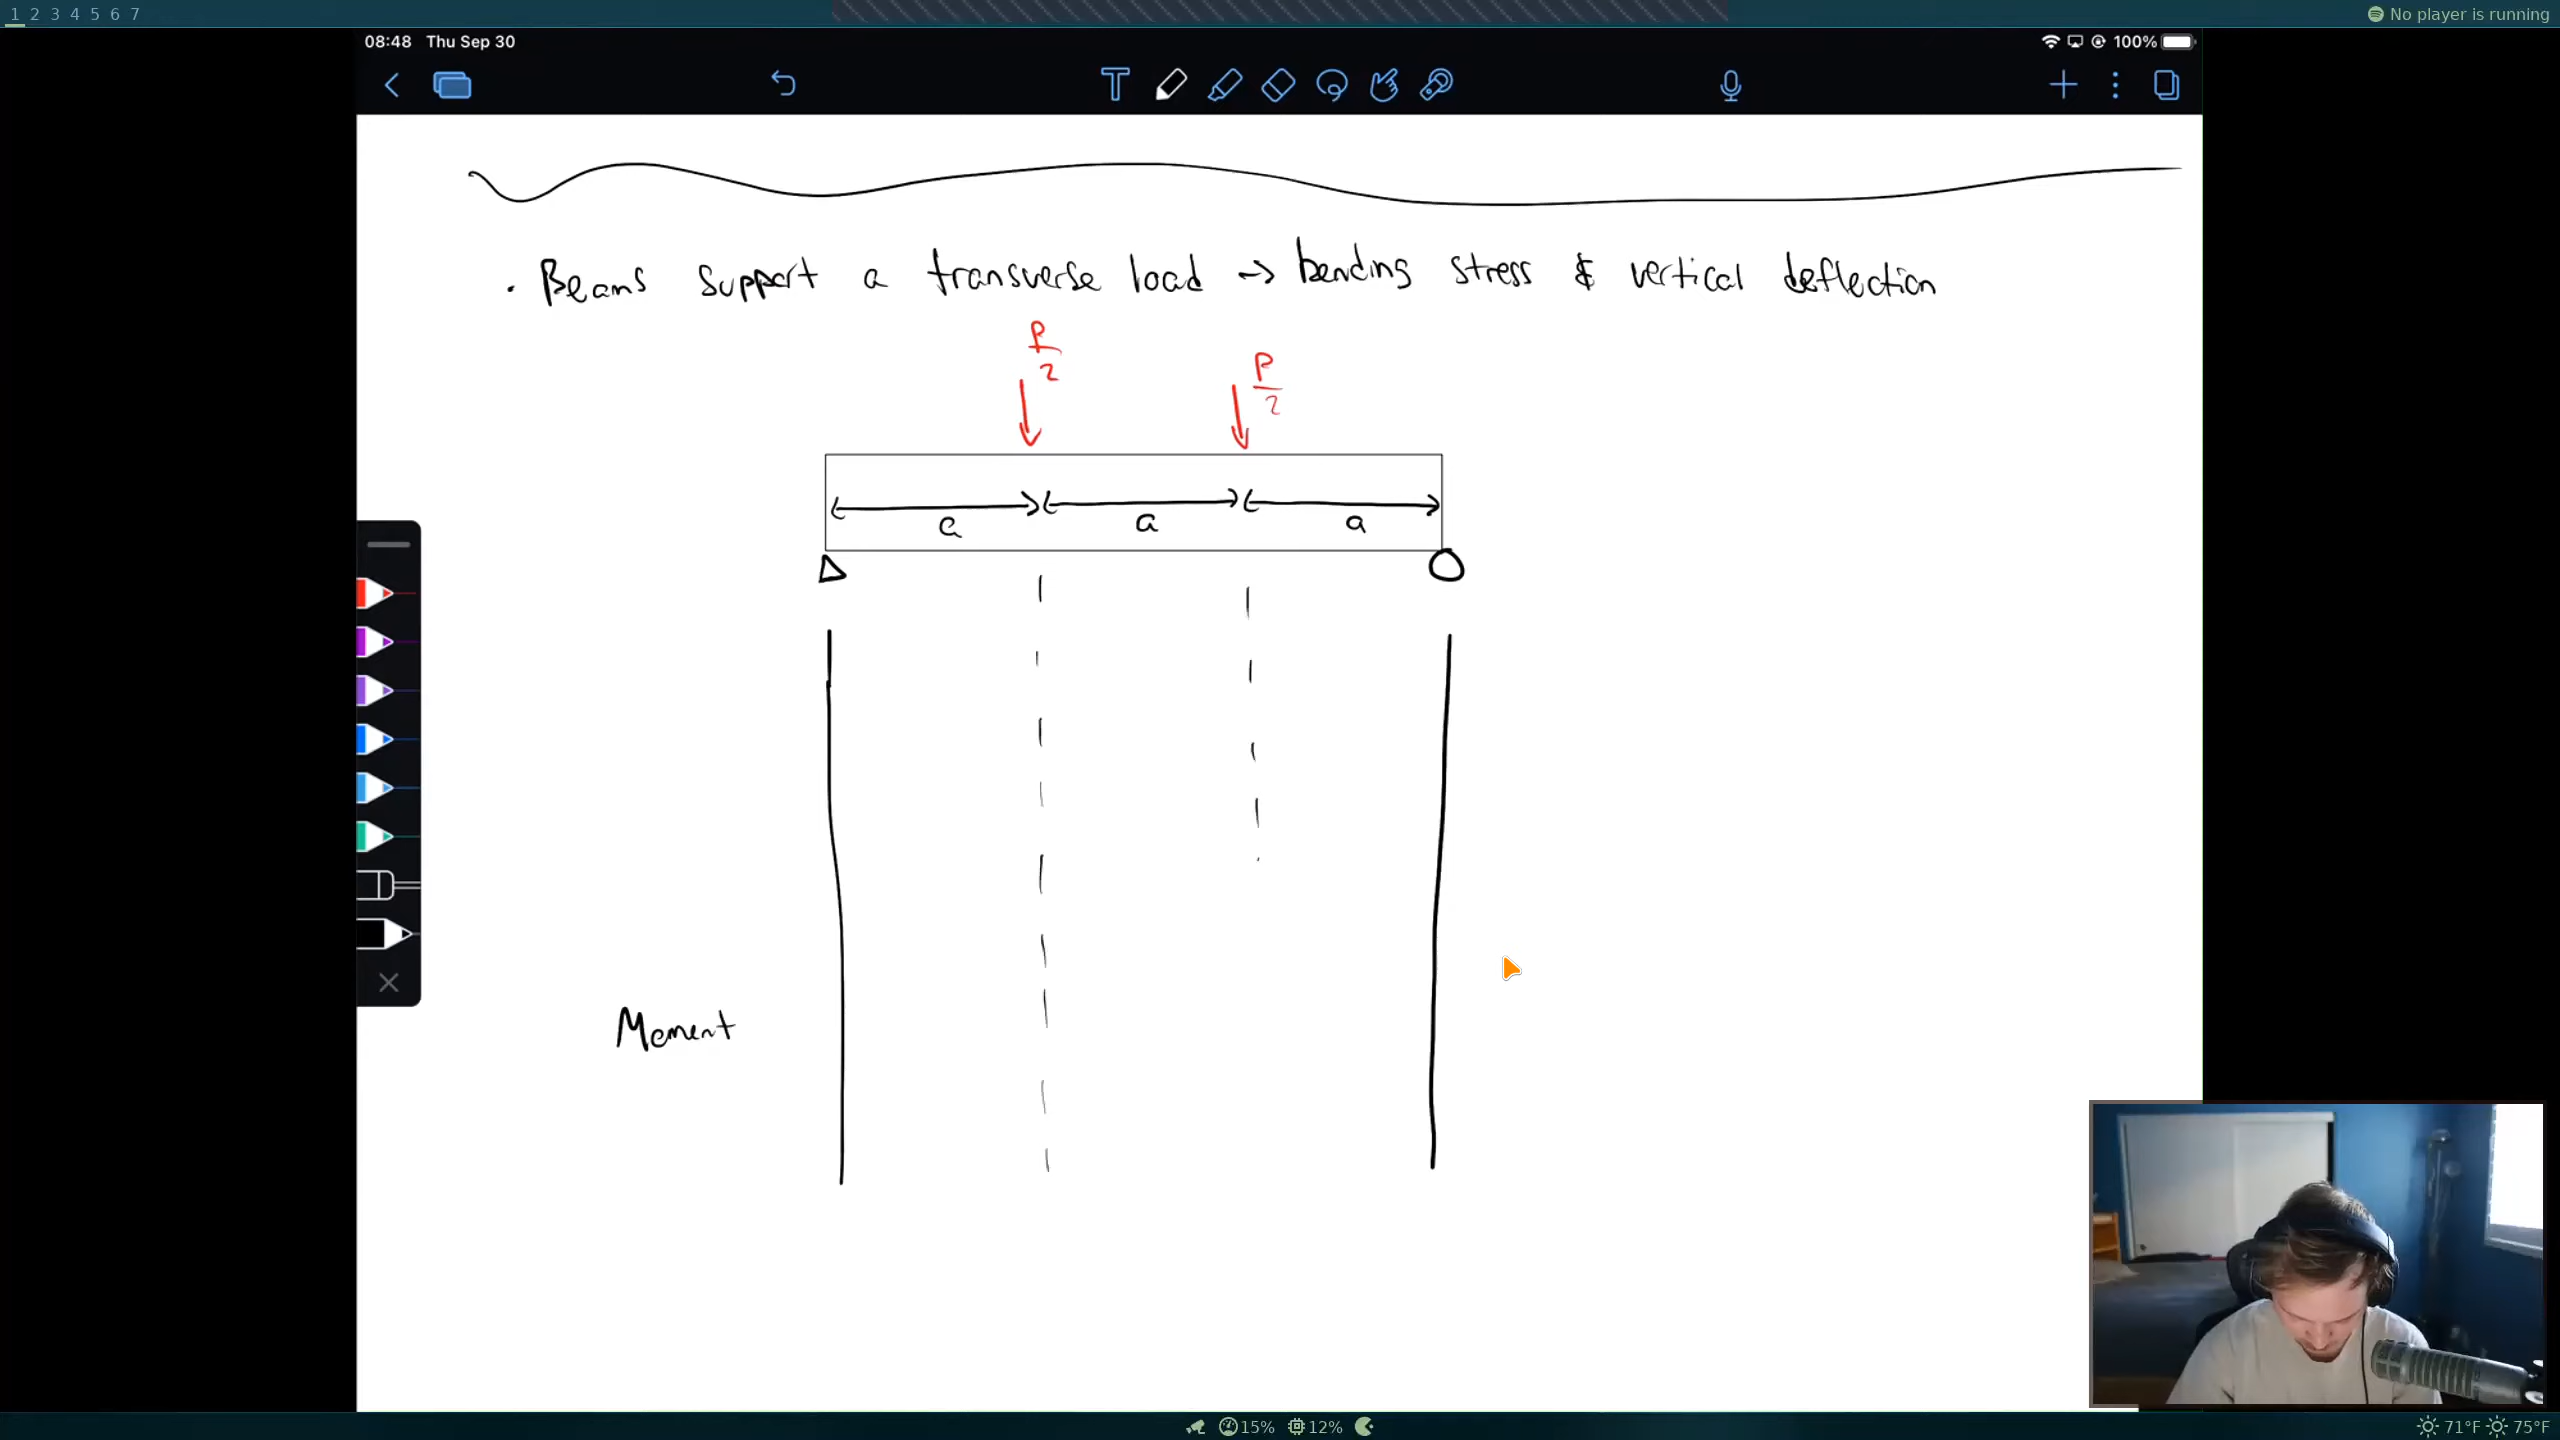 1 2 3 4 5 6 7
No player is running
08:48 Thu Sep 30
100%
. Beams support a transverse load → bending stress & vertical deflection
P
2
P
2
a a a
Moment
15% 12%
71°F 75°F